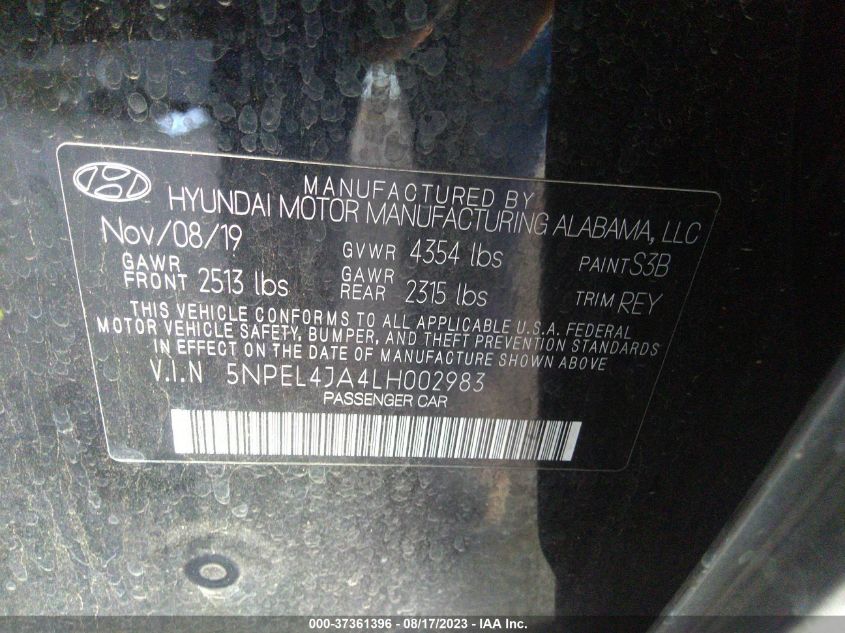 MANUFACTURED BY
HYUNDAI MOTOR MANUFACTURING ALABAMA, LLC
Nov/08/19 GVWR 4354 lbs PAINT S3B
GAWR FRONT 2513 lbs GAWR REAR 2315 lbs TRIM REY
THIS VEHICLE CONFORMS TO ALL APPLICABLE U.S.A. FEDERAL
MOTOR VEHICLE SAFETY, BUMPER, AND THEFT PREVENTION STANDARDS
IN EFFECT ON THE DATE OF MANUFACTURE SHOWN ABOVE
V.I.N 5NPEL4JA4LH002983
PASSENGER CAR
000-37361396 - 08/17/2023 - IAA Inc.